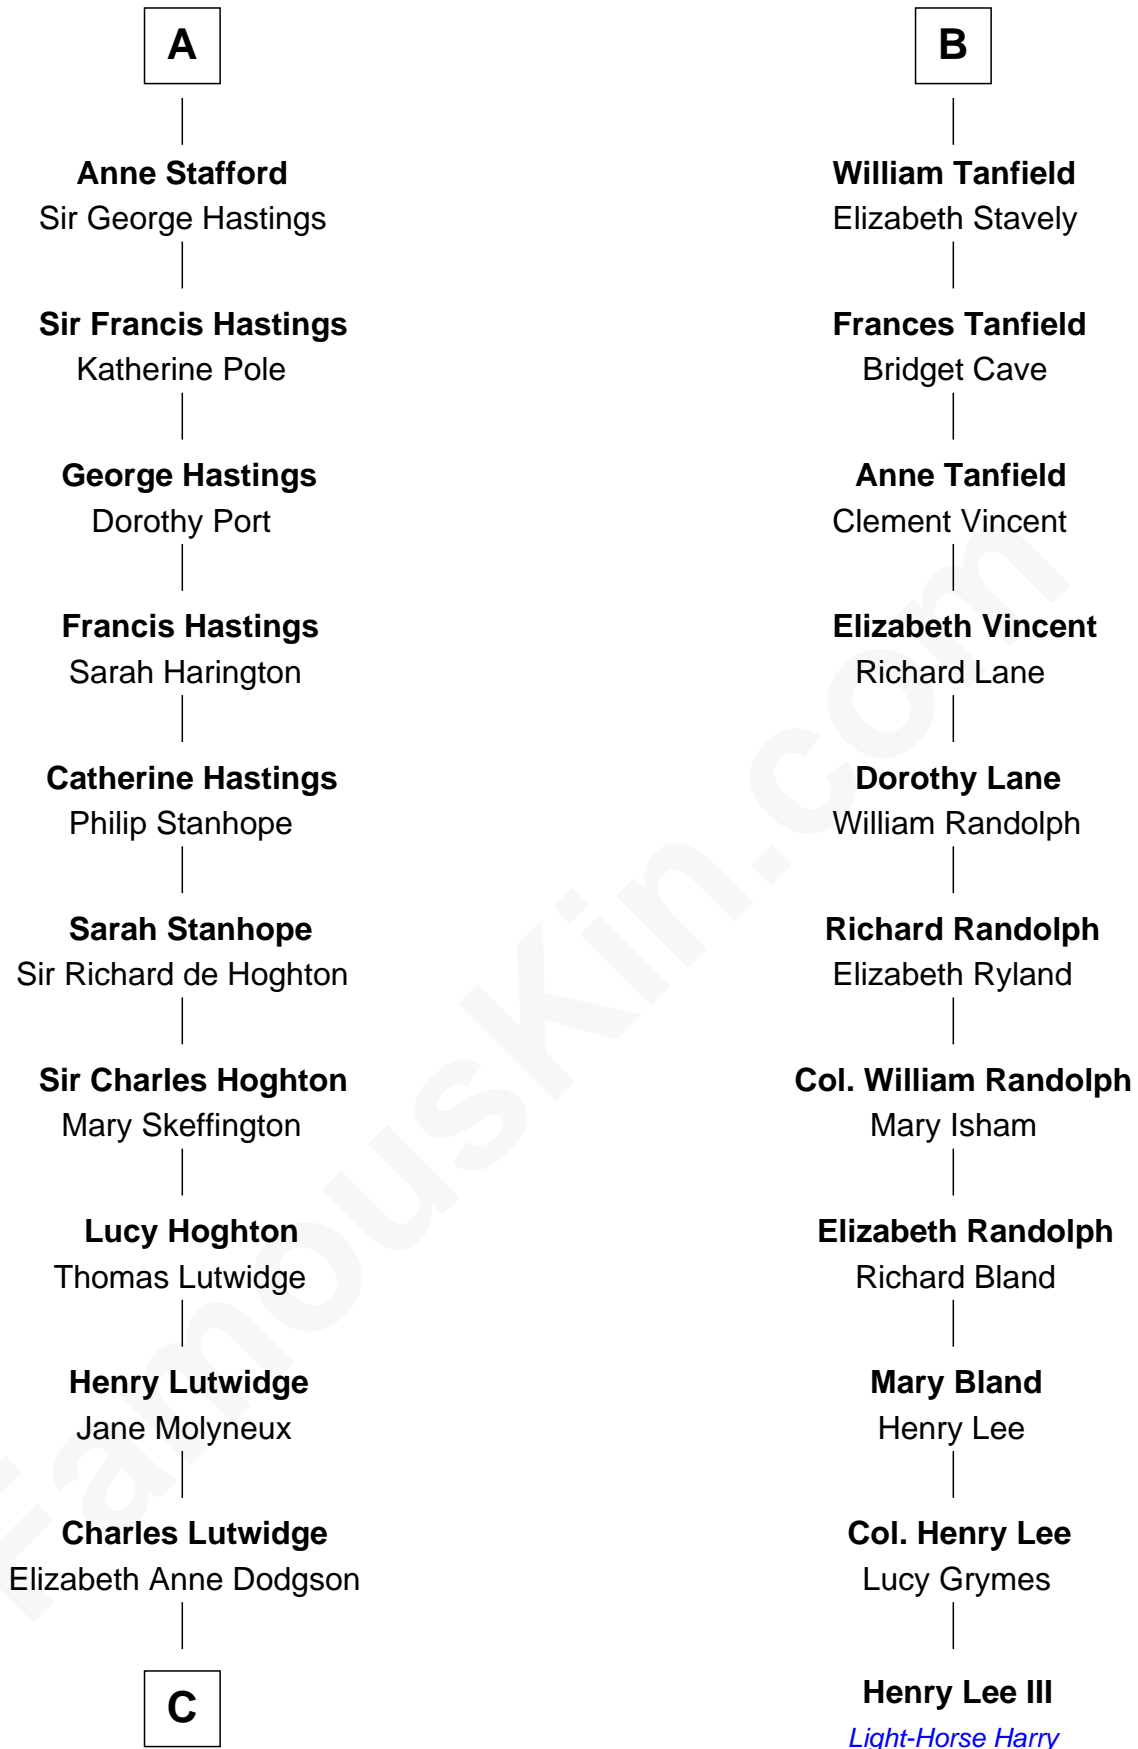 A
Anne Stafford
Sir George Hastings
Sir Francis Hastings
Katherine Pole
George Hastings
Dorothy Port
Francis Hastings
Sarah Harington
Catherine Hastings
Philip Stanhope
Sarah Stanhope
Sir Richard de Hoghton
Sir Charles Hoghton
Mary Skeffington
Lucy Hoghton
Thomas Lutwidge
Henry Lutwidge
Jane Molyneux
Charles Lutwidge
Elizabeth Anne Dodgson
C
B
William Tanfield
Elizabeth Stavely
Frances Tanfield
Bridget Cave
Anne Tanfield
Clement Vincent
Elizabeth Vincent
Richard Lane
Dorothy Lane
William Randolph
Richard Randolph
Elizabeth Ryland
Col. William Randolph
Mary Isham
Elizabeth Randolph
Richard Bland
Mary Bland
Henry Lee
Col. Henry Lee
Lucy Grymes
Henry Lee III
Light-Horse Harry
FamousKin.com